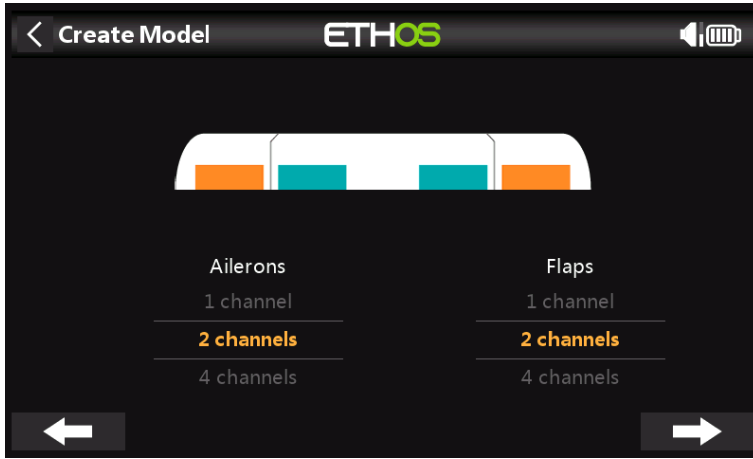 Create Model
ETHOS
Ailerons
Flaps
1 channel
1 channel
2 channels
2 channels
4 channels
4 channels